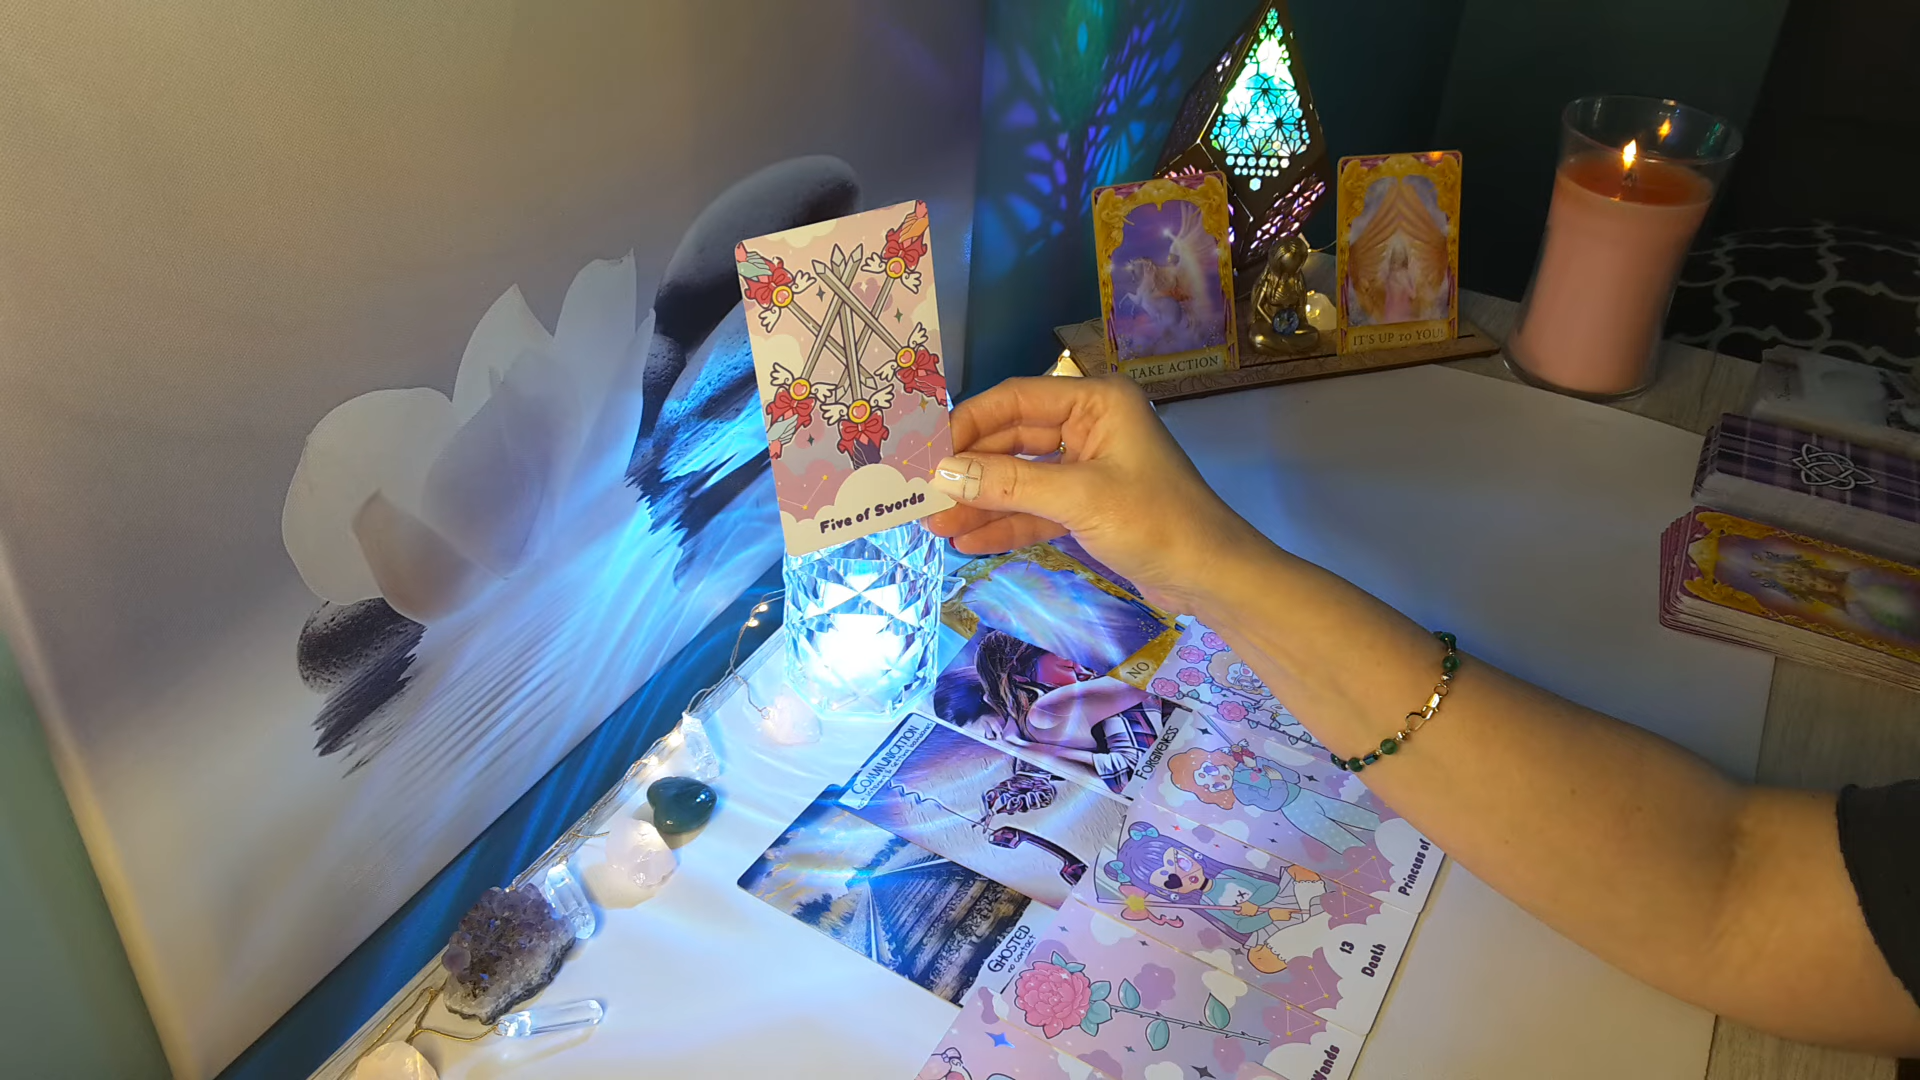 TAKE ACTION
IT'S UP TO YOU!
Five of Swords
NO
COMMUNICATION
FORGIVENESS
Princess of
GHOSTED
no contact
13
Death
Wands